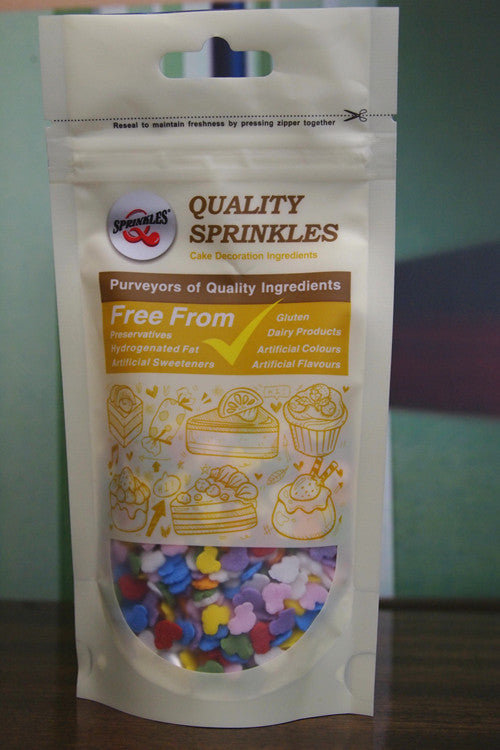 Reseal to maintain freshness by pressing zipper together
SPRINKLES
QUALITY
SPRINKLES
Cake Decoration Ingredients
Purveyors of Quality Ingredients
Free From
Preservatives
Hydrogenated Fat
Artificial Sweeteners
Gluten
Dairy Products
Artificial Colours
Artificial Flavours